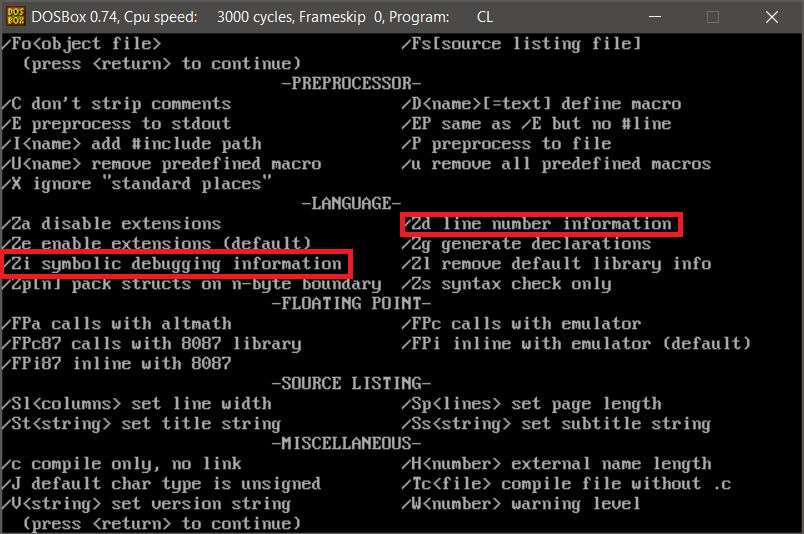 DOS BOX DOSBox 0.74, Cpu speed: 3000 cycles, Frameskip 0, Program: CL
/Fo<object file> /Fs[source listing file]
(press <return> to continue)
-PREPROCESSOR-
/C don't strip comments /D<name>[=text] define macro
/E preprocess to stdout /EP same as /E but no #line
/I<name> add #include path /P preprocess to file
/U<name> remove predefined macro /u remove all predefined macros
/X ignore "standard places"
-LANGUAGE-
/Za disable extensions /Zd line number information
/Ze enable extensions (default) /Zg generate declarations
/Zi symbolic debugging information /Zl remove default library info
/Zp[n] pack structs on n-byte boundary /Zs syntax check only
-FLOATING POINT-
/FPa calls with altmath /FPc calls with emulator
/FPc87 calls with 8087 library /FPi inline with emulator (default)
/FPi87 inline with 8087
-SOURCE LISTING-
/Sl<columns> set line width /Sp<lines> set page length
/St<string> set title string /Ss<string> set subtitle string
-MISCELLANEOUS-
/c compile only, no link /H<number> external name length
/J default char type is unsigned /Tc<file> compile file without .c
/V<string> set version string /W<number> warning level
(press <return> to continue)